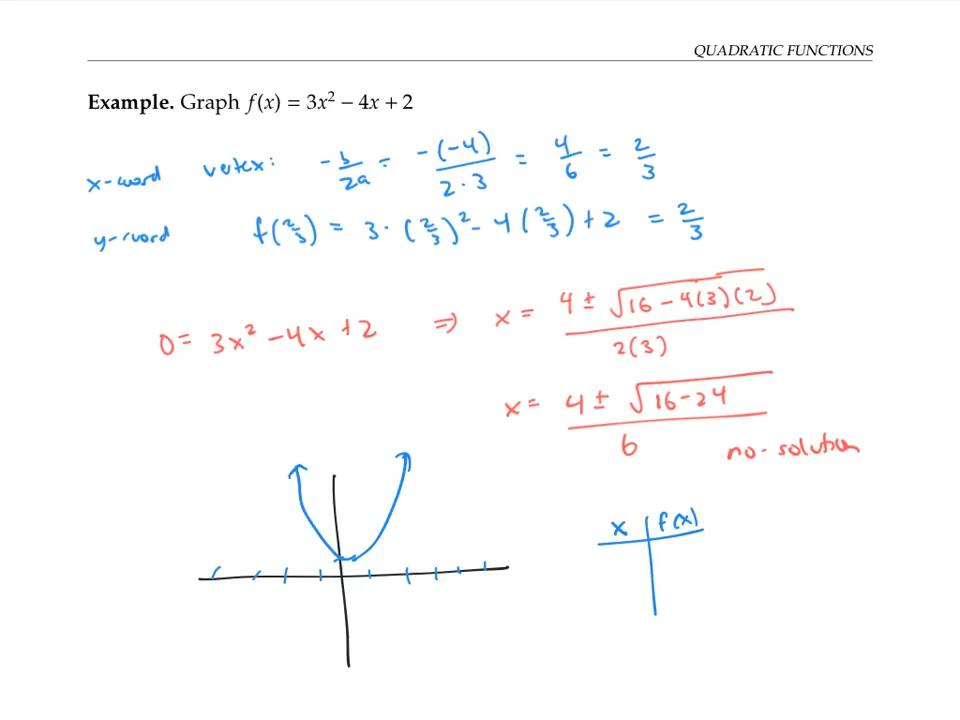 QUADRATIC FUNCTIONS
Example. Graph f(x) = 3x² − 4x + 2
x-word vertex: -b/2a = -(-4)/2·3 = 4/6 = 2/3
y-word f(2/3) = 3·(2/3)² - 4(2/3) + 2 = 2/3
0 = 3x² - 4x + 2 ⇒ x = 4 ± √16 - 4(3)(2) / 2(3)
x = 4 ± √16 - 24 / 6
no-solution
x | f(x)